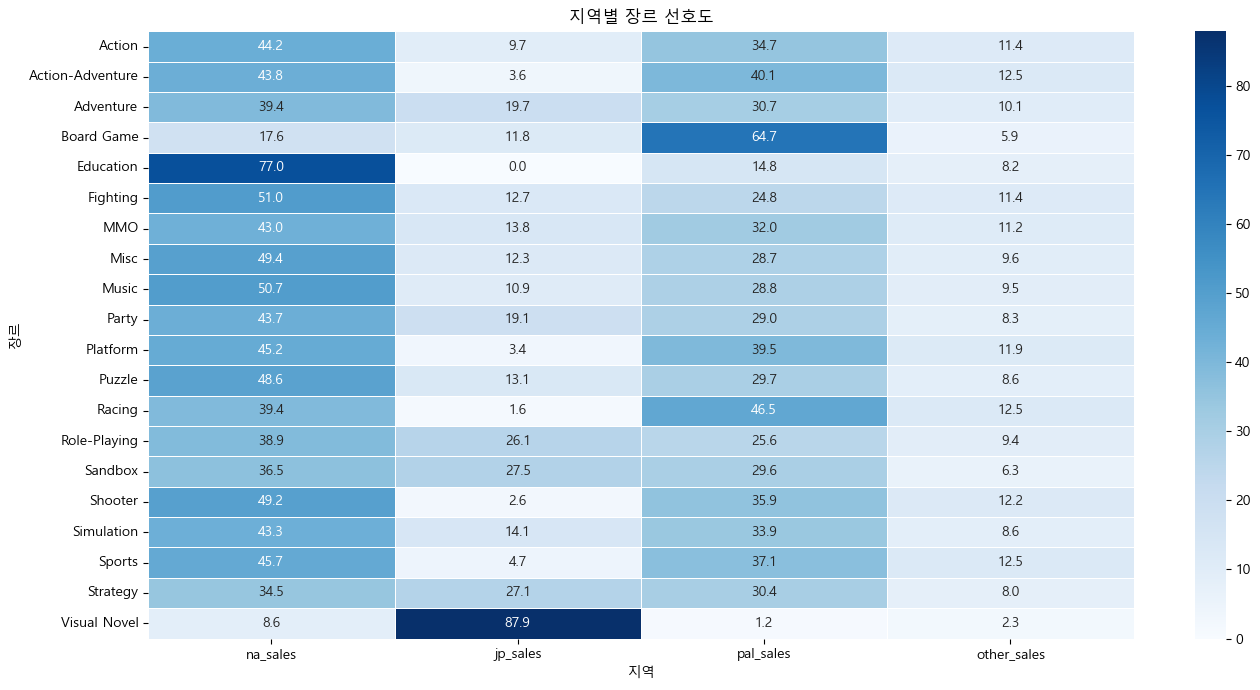 지역별 장르 선호도
장르
Action 44.2 9.7 34.7 11.4
Action-Adventure 43.8 3.6 40.1 12.5
Adventure 39.4 19.7 30.7 10.1
Board Game 17.6 11.8 64.7 5.9
Education 77.0 0.0 14.8 8.2
Fighting 51.0 12.7 24.8 11.4
MMO 43.0 13.8 32.0 11.2
Misc 49.4 12.3 28.7 9.6
Music 50.7 10.9 28.8 9.5
Party 43.7 19.1 29.0 8.3
Platform 45.2 3.4 39.5 11.9
Puzzle 48.6 13.1 29.7 8.6
Racing 39.4 1.6 46.5 12.5
Role-Playing 38.9 26.1 25.6 9.4
Sandbox 36.5 27.5 29.6 6.3
Shooter 49.2 2.6 35.9 12.2
Simulation 43.3 14.1 33.9 8.6
Sports 45.7 4.7 37.1 12.5
Strategy 34.5 27.1 30.4 8.0
Visual Novel 8.6 87.9 1.2 2.3
na_sales jp_sales pal_sales other_sales
지역
80
70
60
50
40
30
20
10
0